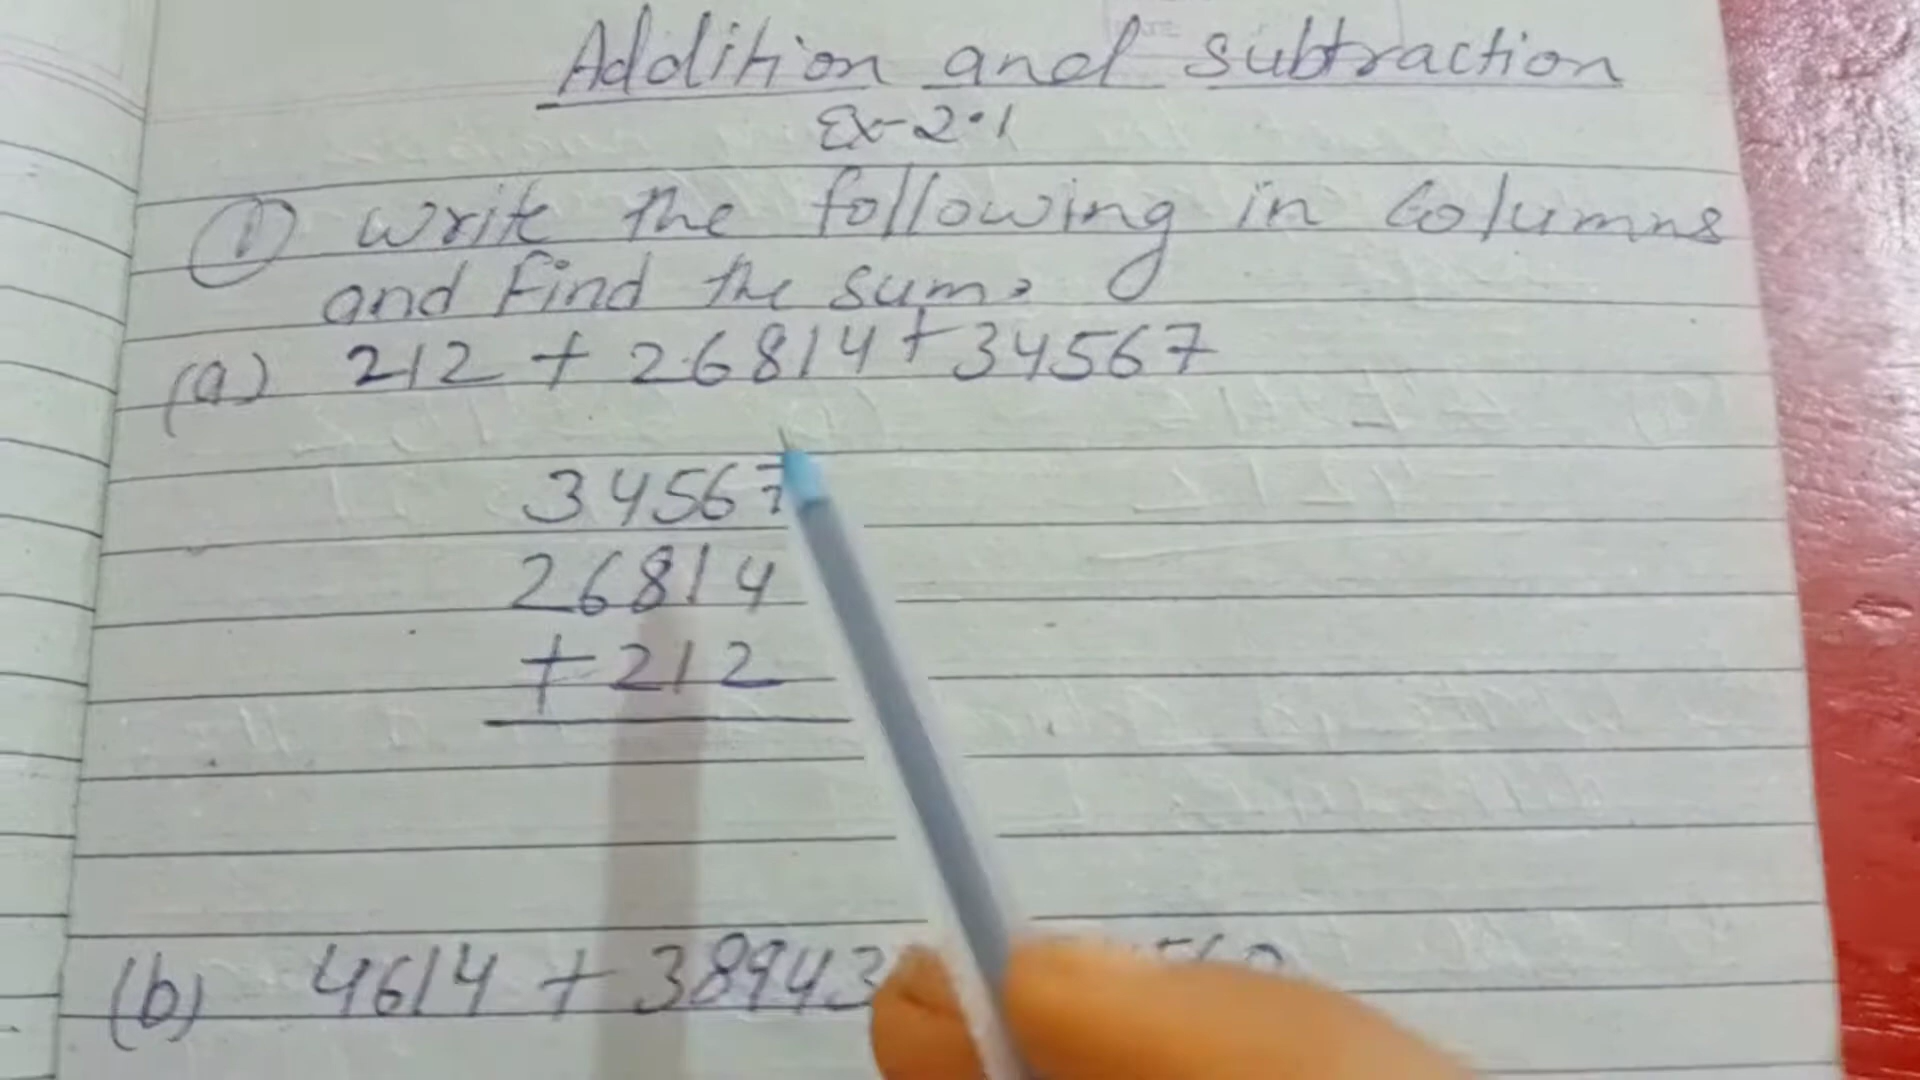 Addition and subtraction
Ex-2.1
① Write the following in Columns
and Find the sum.
(a) 212 + 26814 + 34567
34567
26814
+ 212
(b) 4614 + 38943